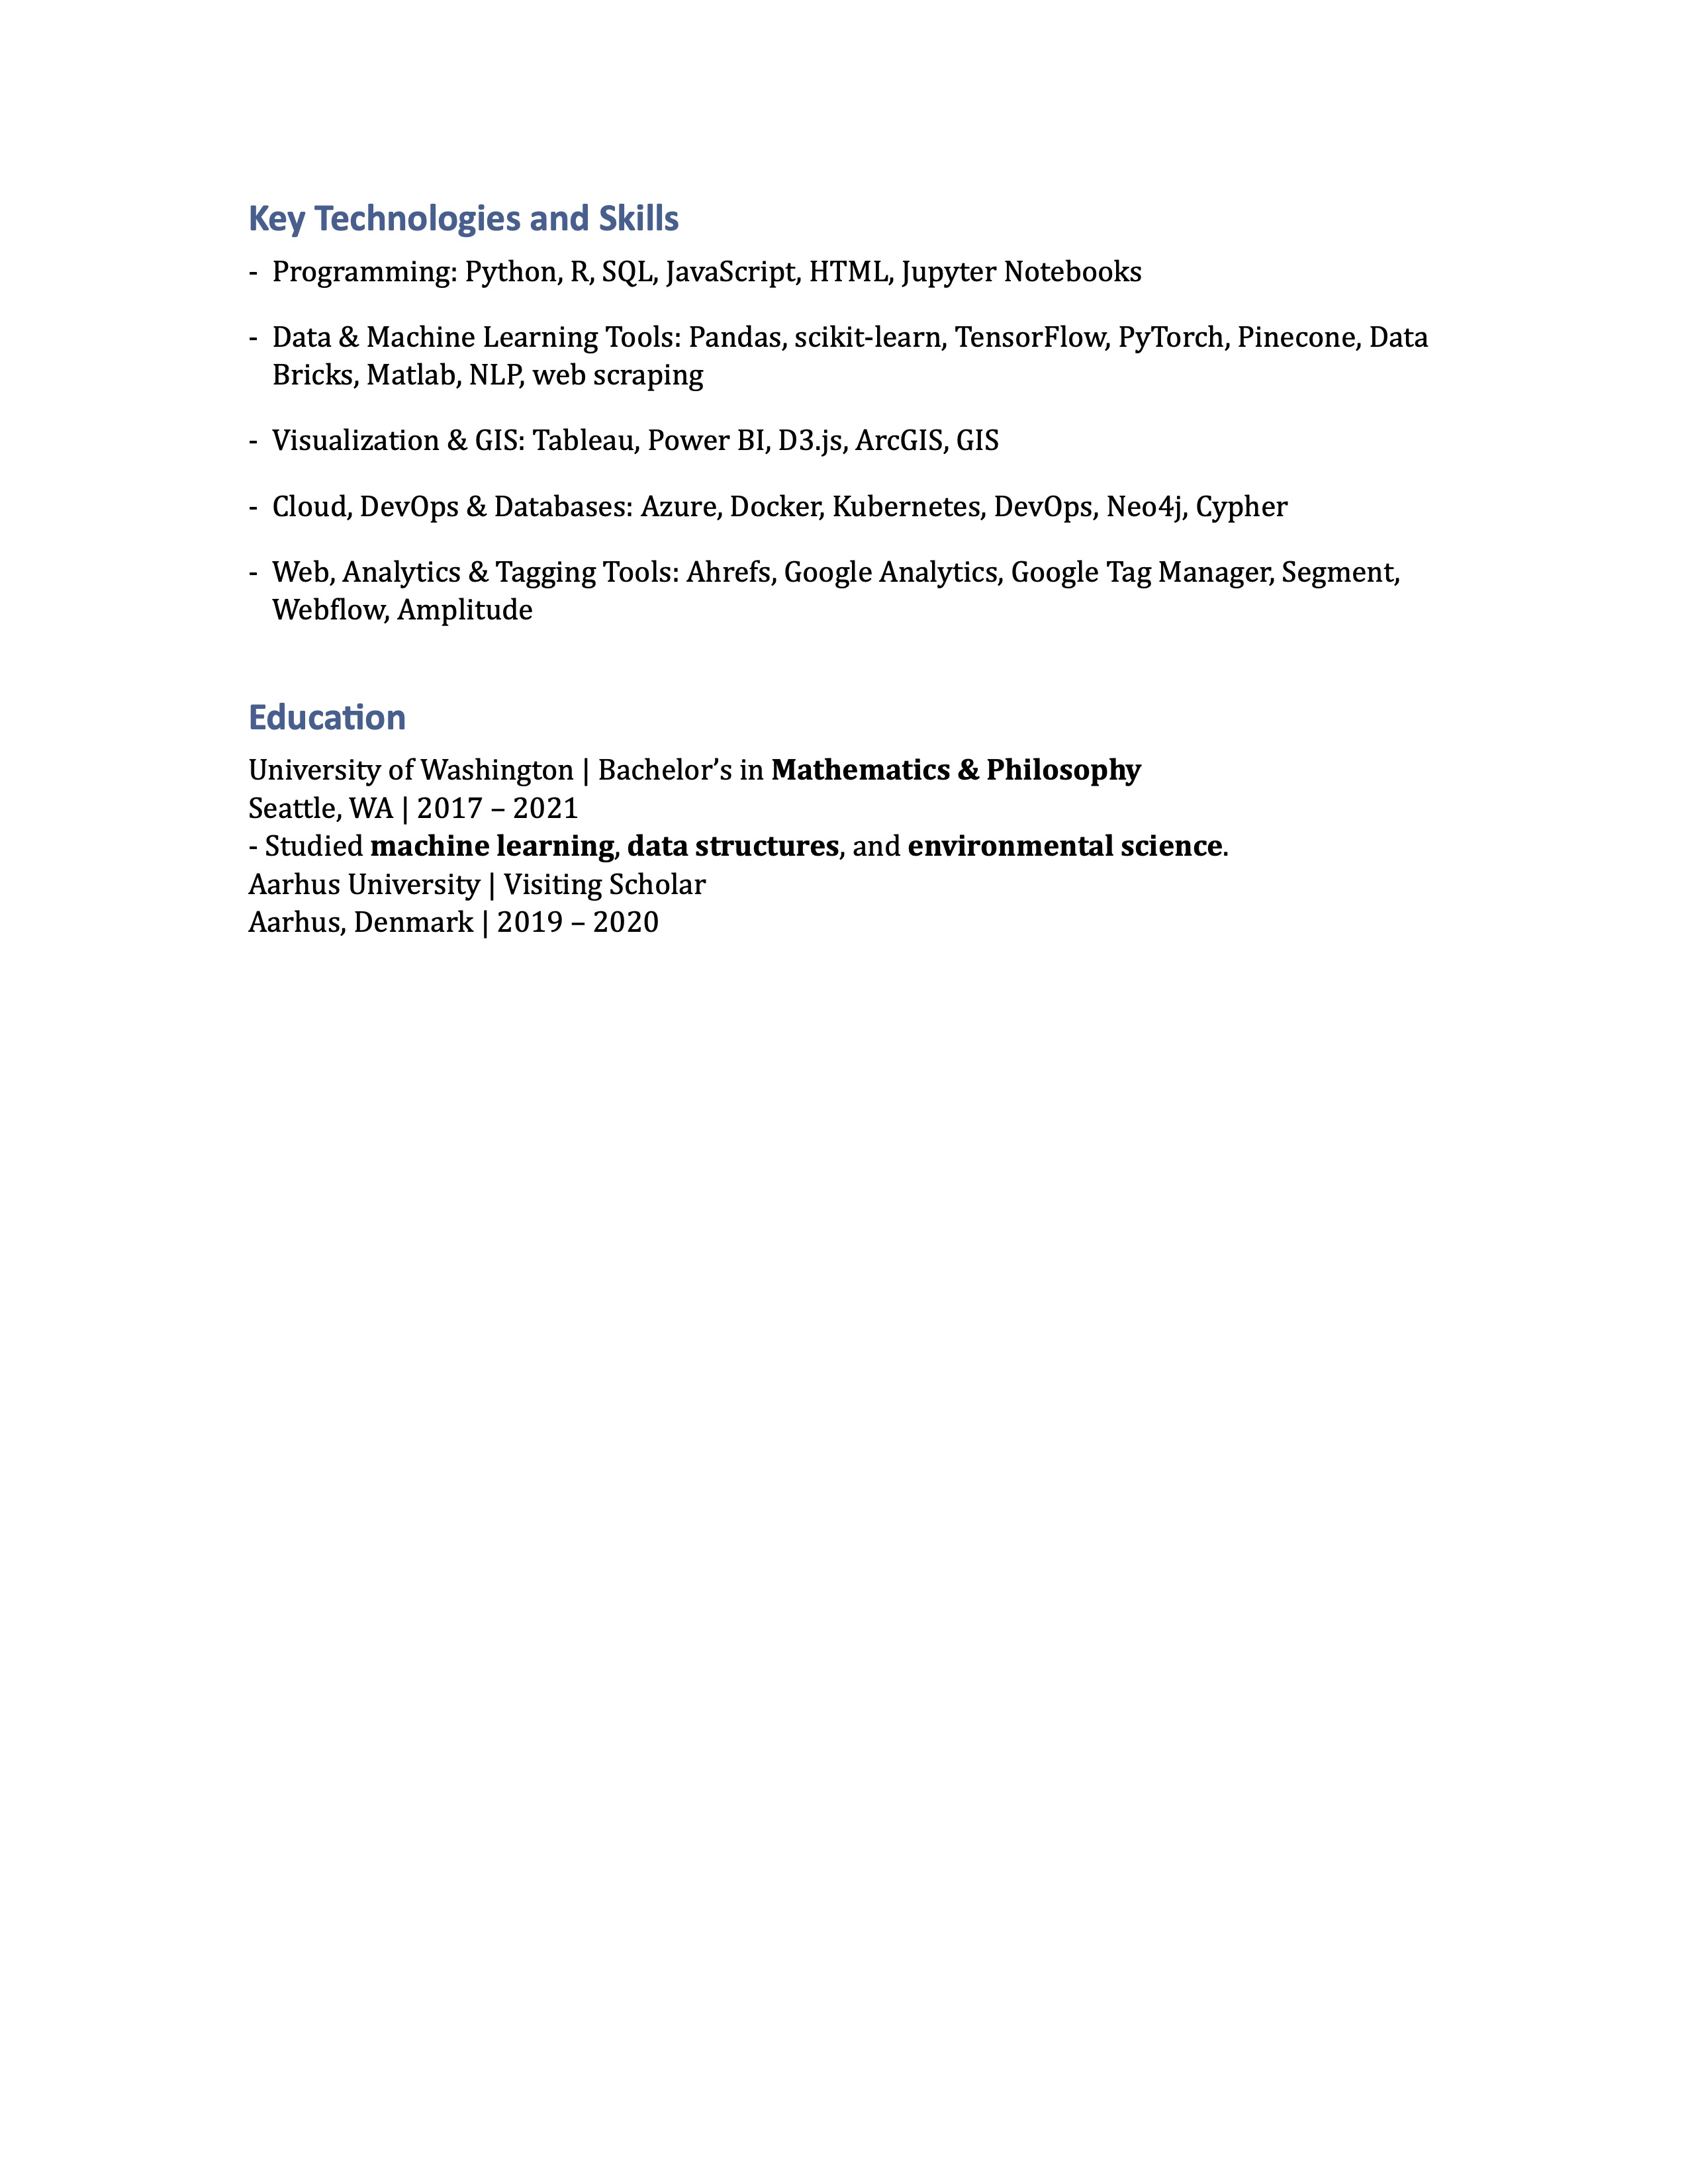 Key Technologies and Skills
- Programming: Python, R, SQL, JavaScript, HTML, Jupyter Notebooks
- Data & Machine Learning Tools: Pandas, scikit-learn, TensorFlow, PyTorch, Pinecone, Data
Bricks, Matlab, NLP, web scraping
- Visualization & GIS: Tableau, Power BI, D3.js, ArcGIS, GIS
- Cloud, DevOps & Databases: Azure, Docker, Kubernetes, DevOps, Neo4j, Cypher
- Web, Analytics & Tagging Tools: Ahrefs, Google Analytics, Google Tag Manager, Segment,
Webflow, Amplitude
Education
University of Washington | Bachelor’s in Mathematics & Philosophy
Seattle, WA | 2017 – 2021
- Studied machine learning, data structures, and environmental science.
Aarhus University | Visiting Scholar
Aarhus, Denmark | 2019 – 2020